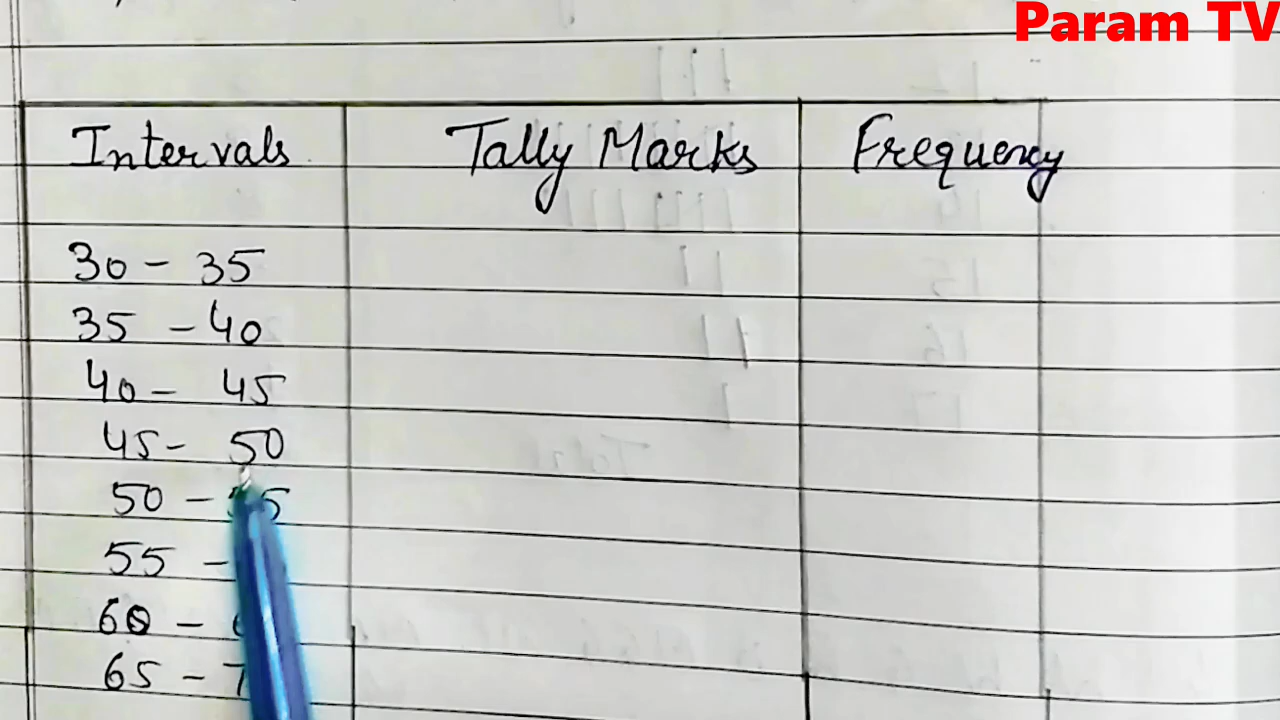 Param TV
Intervals Tally Marks Frequency
30 - 35
35 - 40
40 - 45
45 - 50
50 -
55 -
60 -
65 -